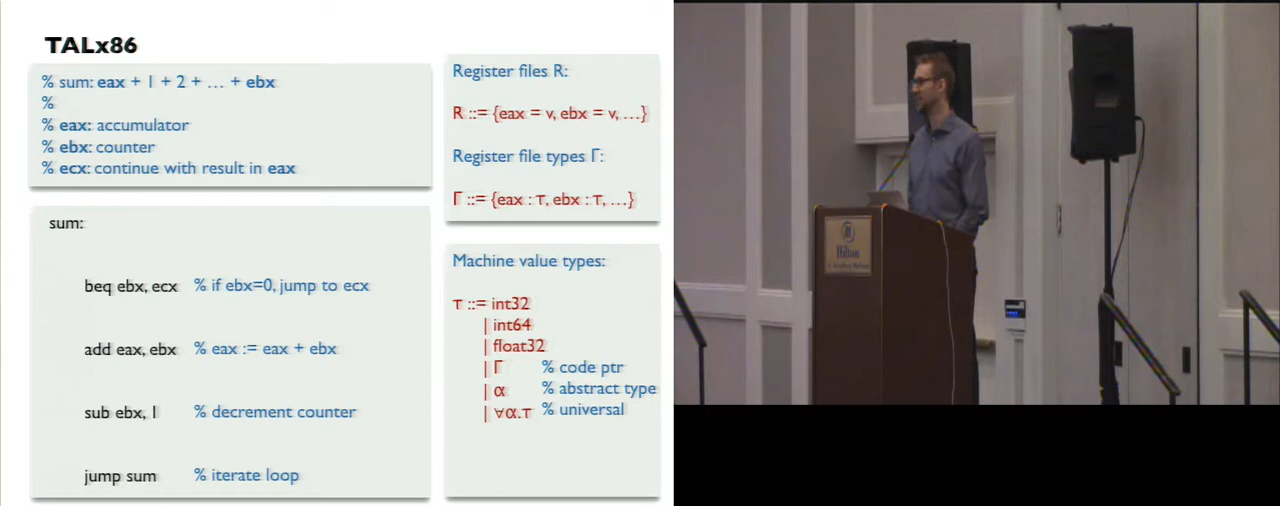 TALx86
% sum: eax + 1 + 2 + … + ebx
%
% eax: accumulator
% ebx: counter
% ecx: continue with result in eax
sum:
beq ebx, ecx % if ebx=0, jump to ecx
add eax, ebx % eax := eax + ebx
sub ebx, 1 % decrement counter
jump sum % iterate loop
Register files R:
R ::= {eax = v, ebx = v, …}
Register file types Γ:
Γ ::= {eax : τ, ebx : τ, …}
Machine value types:
τ ::= int32
| int64
| float32
| Γ % code ptr
| α % abstract type
| ∀α.τ % universal
Hilton